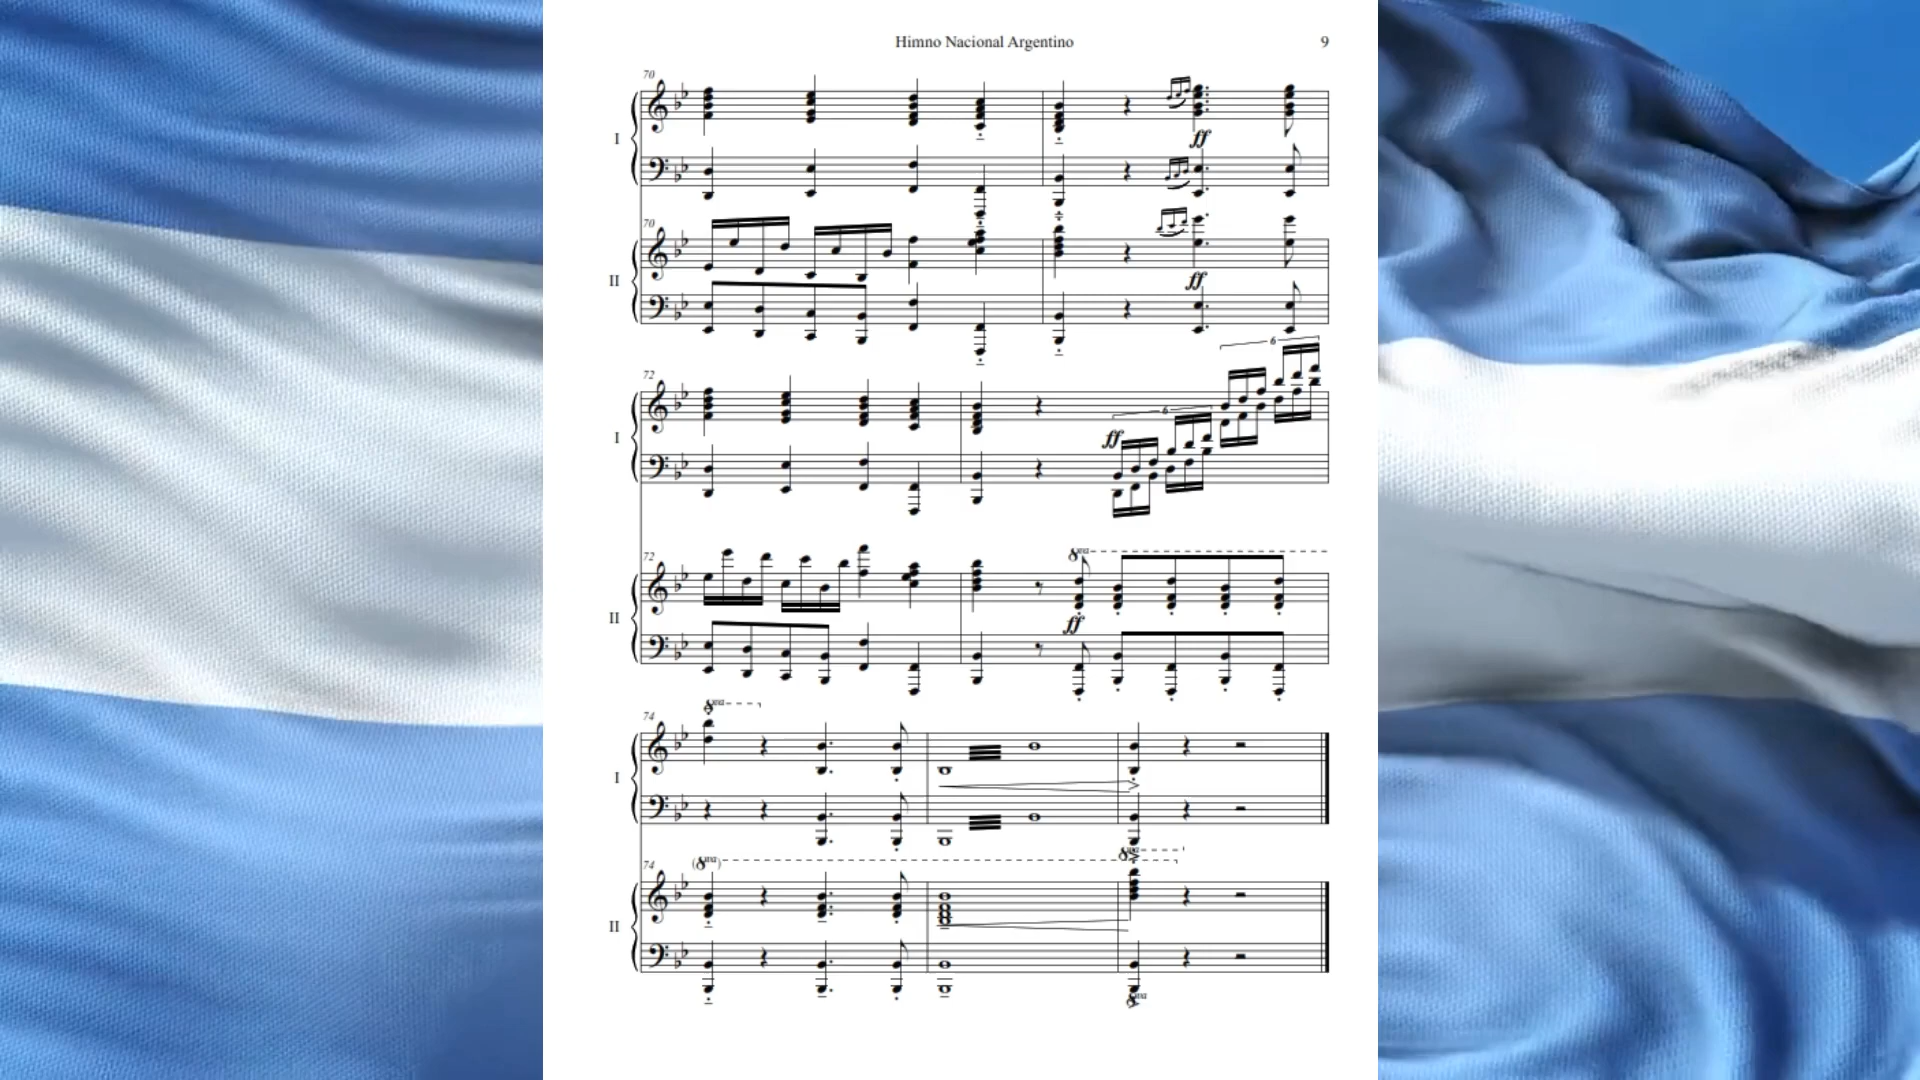 Himno Nacional Argentino 9
70
I
ff
70
II
ff
6
72
I
6
ff
72
8va
II
ff
74
8va
I
8va
74
(8va)
II
8va